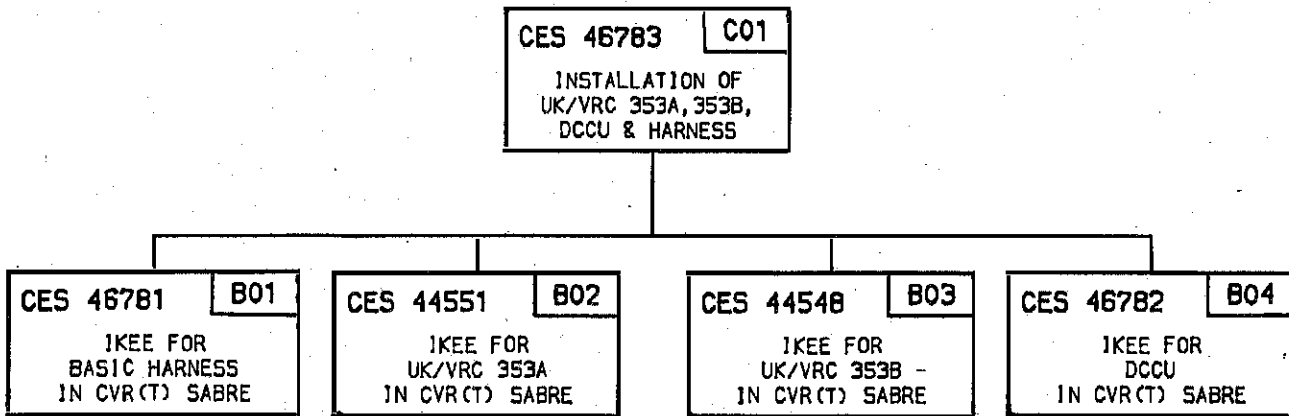 CES 46783 C01
INSTALLATION OF
UK/VRC 353A, 353B,
DCCU & HARNESS
CES 46781 B01
IKEE FOR
BASIC HARNESS
IN CVR(T) SABRE
CES 44551 B02
IKEE FOR
UK/VRC 353A
IN CVR(T) SABRE
CES 44548 B03
IKEE FOR
UK/VRC 353B -
IN CVR(T) SABRE
CES 46782 B04
IKEE FOR
DCCU
IN CVR(T) SABRE